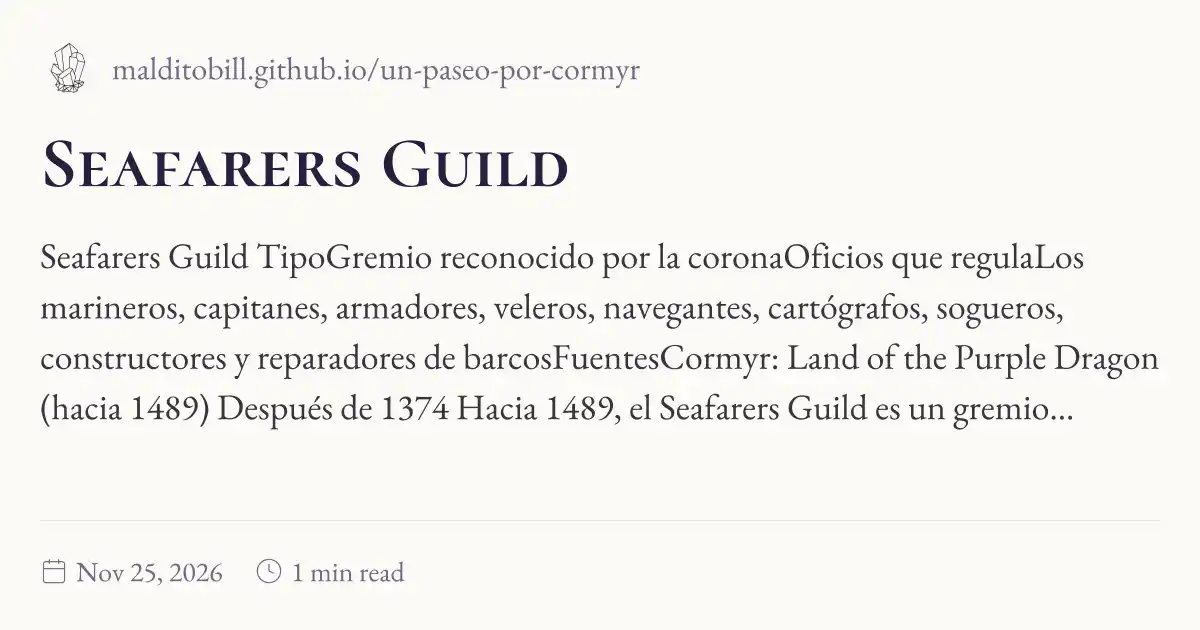 malditobill.github.io/un-paseo-por-cormyr
Seafarers Guild
Seafarers Guild TipoGremio reconocido por la coronaOficios que regulaLos
marineros, capitanes, armadores, veleros, navegantes, cartógrafos, sogueros,
constructores y reparadores de barcosFuentesCormyr: Land of the Purple Dragon
(hacia 1489) Después de 1374 Hacia 1489, el Seafarers Guild es un gremio...
Nov 25, 2026
1 min read